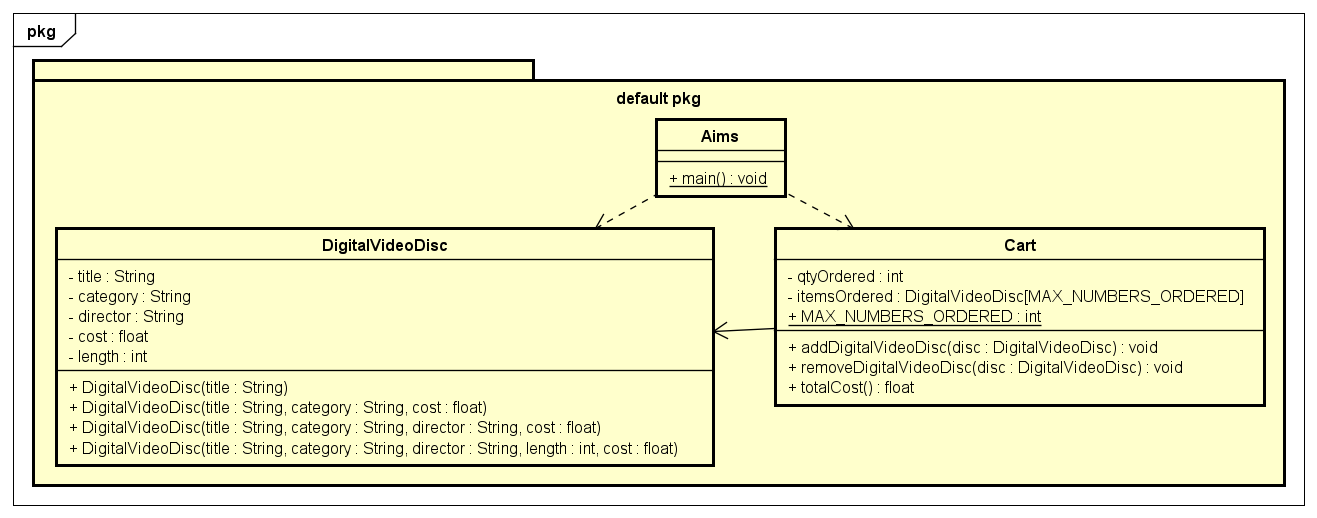 pkg
default pkg
Aims
+ main() : void
DigitalVideoDisc
- title : String
- category : String
- director : String
- cost : float
- length : int
+ DigitalVideoDisc(title : String)
+ DigitalVideoDisc(title : String, category : String, cost : float)
+ DigitalVideoDisc(title : String, category : String, director : String, cost : float)
+ DigitalVideoDisc(title : String, category : String, director : String, length : int, cost : float)
Cart
- qtyOrdered : int
- itemsOrdered : DigitalVideoDisc[MAX_NUMBERS_ORDERED]
+ MAX_NUMBERS_ORDERED : int
+ addDigitalVideoDisc(disc : DigitalVideoDisc) : void
+ removeDigitalVideoDisc(disc : DigitalVideoDisc) : void
+ totalCost() : float